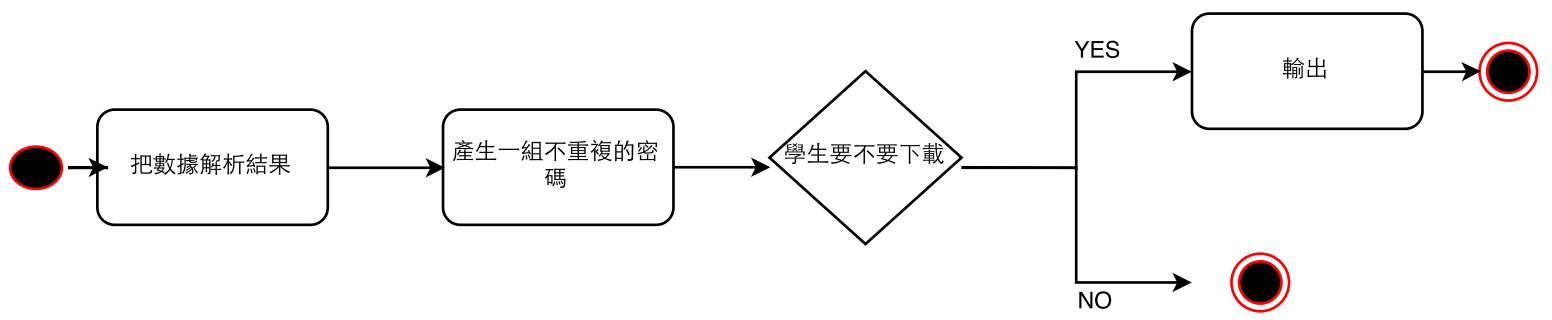 把數據解析結果
產生一組不重複的密
碼
學生要不要下載
YES
輸出
NO